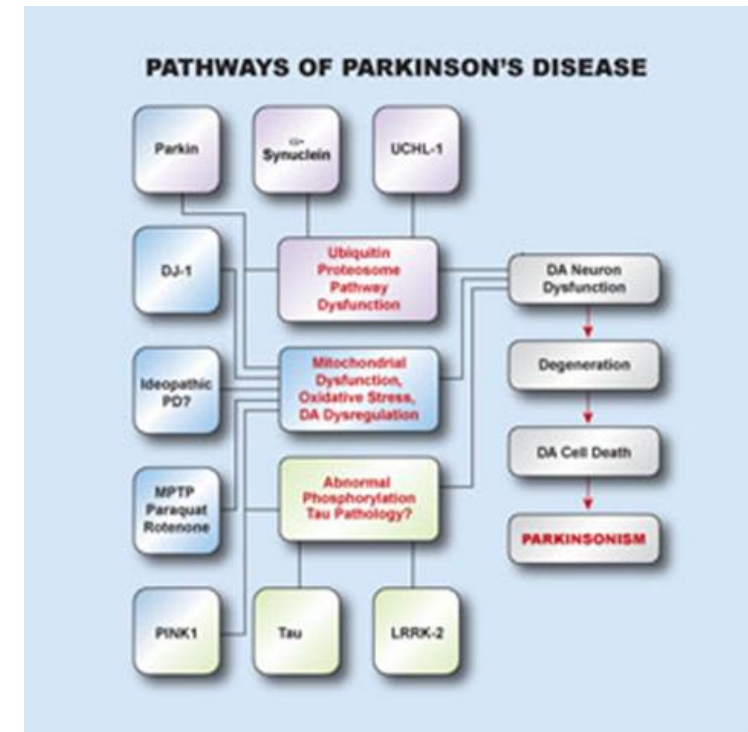 PATHWAYS OF PARKINSON'S DISEASE
Parkin
α-
Synuclein
UCHL-1
DJ-1
Ubiquitin
Proteosome
Pathway
Dysfunction
DA Neuron
Dysfunction
Ideopathic
PD?
Mitochondrial
Dysfunction,
Oxidative Stress,
DA Dysregulation
Degeneration
MPTP
Paraquat
Rotenone
Abnormal
Phosphorylation
Tau Pathology?
DA Cell Death
PARKINSONISM
PINK1
Tau
LRRK-2